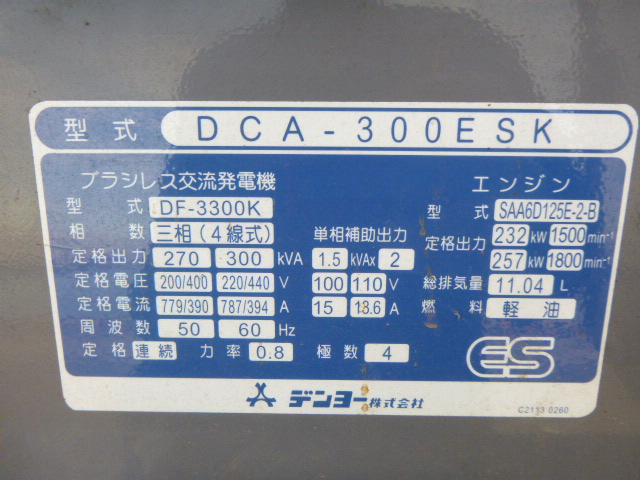 型式 DCA-300ESK
ブラシレス交流発電機
型式 DF-3300K
相数 三相(4線式) 単相補助出力
定格出力 270 300 kVA 1.5 kVAx 2
定格電圧 200/400 220/440 V 100 110 V
定格電流 779/390 787/394 A 15 13.6 A
周波数 50 60 Hz
定格 連続 力率 0.8 極数 4
エンジン
型式 SAA6D125E-2-B
定格出力 232 kW 1500 min⁻¹
257 kW 1800 min⁻¹
総排気量 11.04 L
燃料 軽油
ES
デンヨー株式会社
C2113 0260